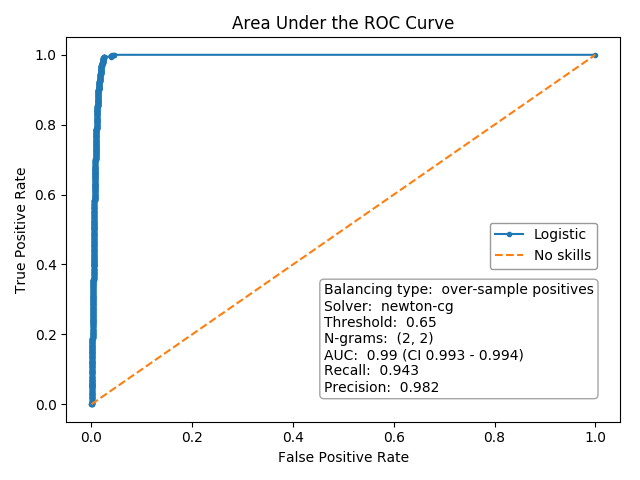 Area Under the ROC Curve
True Positive Rate
1.0
0.8
0.6
0.4
0.2
0.0
Logistic
No skills
Balancing type:  over-sample positives
Solver:  newton-cg
Threshold:  0.65
N-grams:  (2, 2)
AUC:  0.99 (CI 0.993 - 0.994)
Recall:  0.943
Precision:  0.982
0.0 0.2 0.4 0.6 0.8 1.0
False Positive Rate